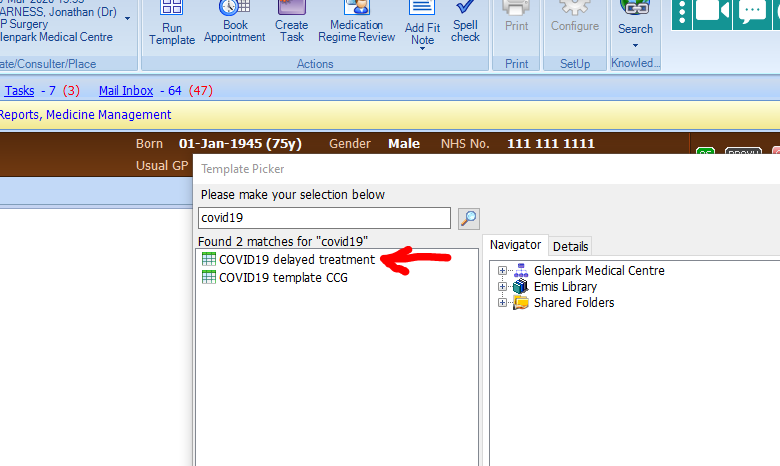 ARNESS, Jonathan (Dr)
P Surgery
lenpark Medical Centre
ate/Consulter/Place
Run Template
Book Appointment
Create Task
Medication Regime Review
Add Fit Note
Spell check
Actions
Print
Print
Configure
SetUp
Search
Knowled...
Tasks - 7 (3) Mail Inbox - 64 (47)
Reports, Medicine Management
Born 01-Jan-1945 (75y) Gender Male NHS No. 111 111 1111
Usual GP
Template Picker
Please make your selection below
covid19
Found 2 matches for "covid19"
COVID19 delayed treatment
COVID19 template CCG
Navigator Details
Glenpark Medical Centre
Emis Library
Shared Folders